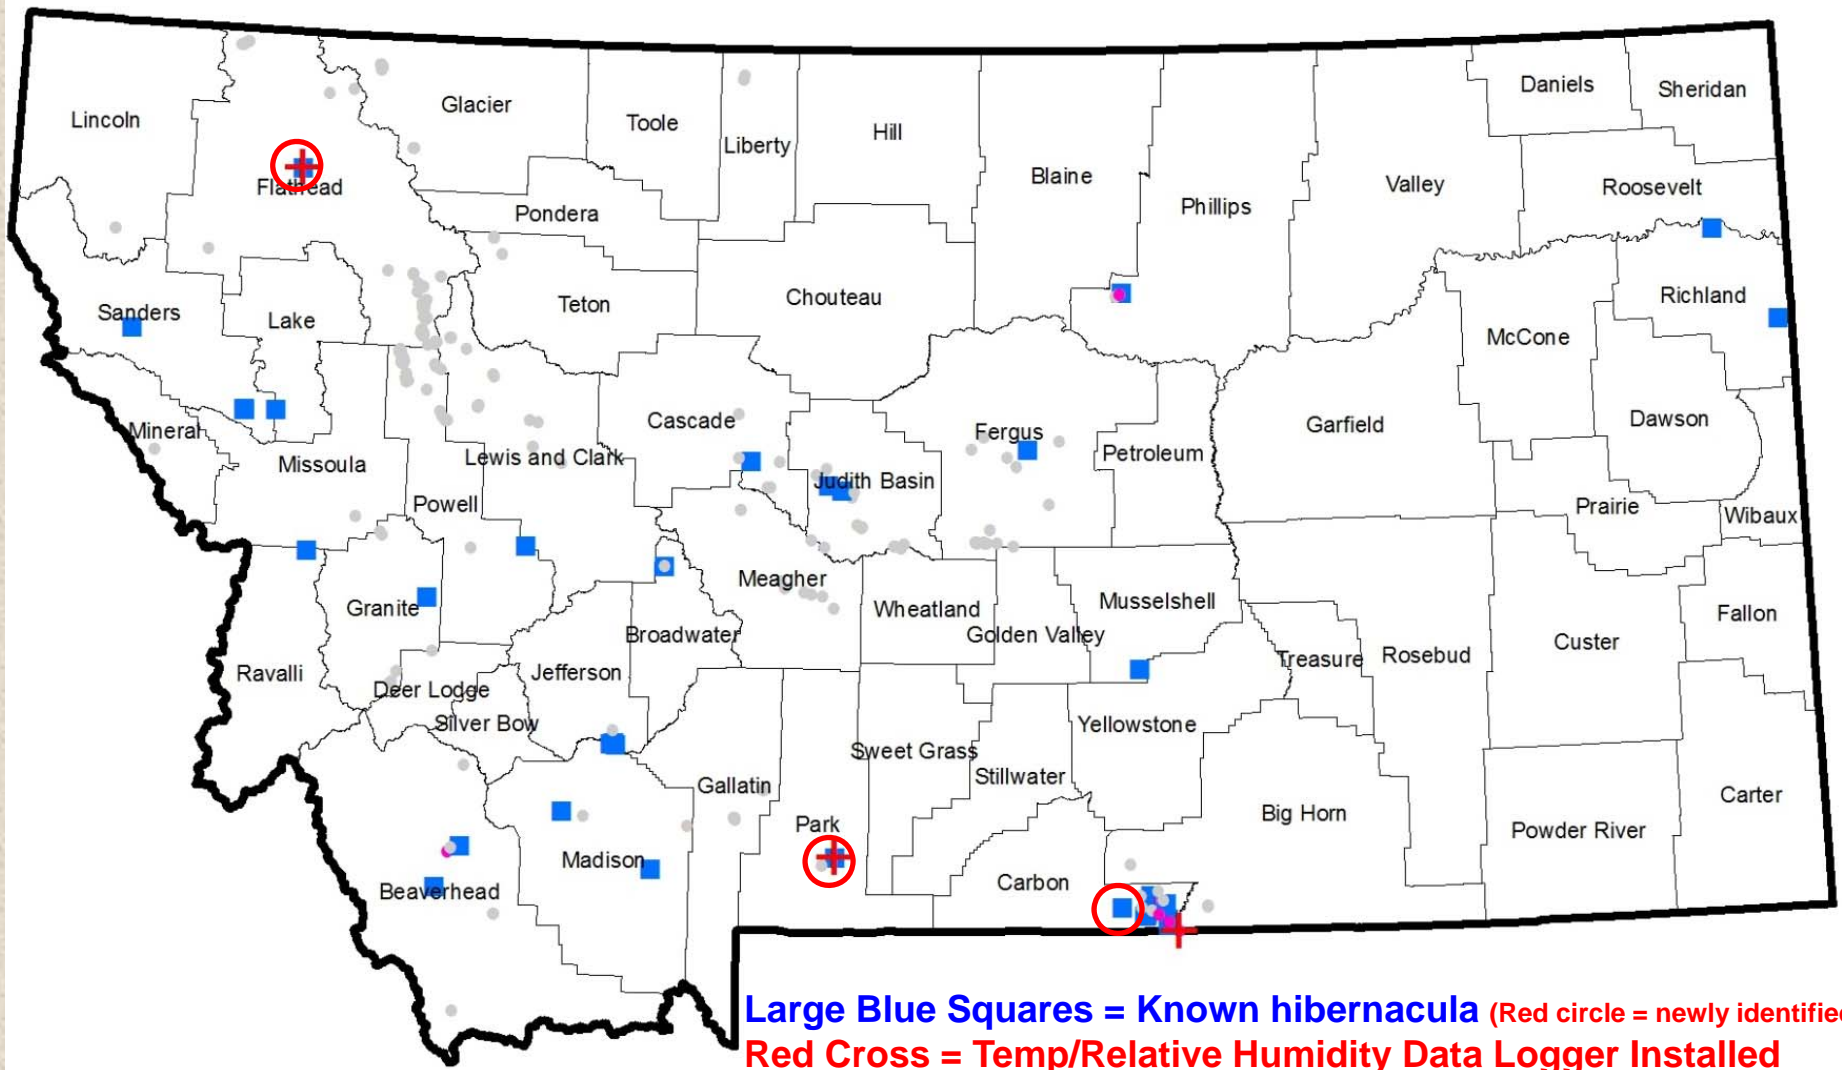 Daniels
Sheridan
Glacier
Lincoln
Toole
Hill
Liberty
Blaine
Valley
Roosevelt
Flathead
Phillips
Pondera
Richland
Chouteau
Teton
Sanders
Lake
McCone
Cascade
Dawson
Garfield
Mineral
Fergus
Petroleum
Missoula
Lewis and Clark
Judith Basin
Powell
Prairie
Wibaux
Meagher
Musselshell
Granite
Wheatland
Fallon
Broadwater
Golden Valley
Custer
Rosebud
Treasure
Ravalli
Jefferson
Deer Lodge
Silver Bow
Yellowstone
Sweet Grass
Stillwater
Gallatin
Carter
Big Horn
Park
Powder River
Madison
Carbon
Beaverhead
Large Blue Squares = Known hibernacula (Red circle = newly identified
Red Cross = Temp/Relative Humidity Data Logger Installed